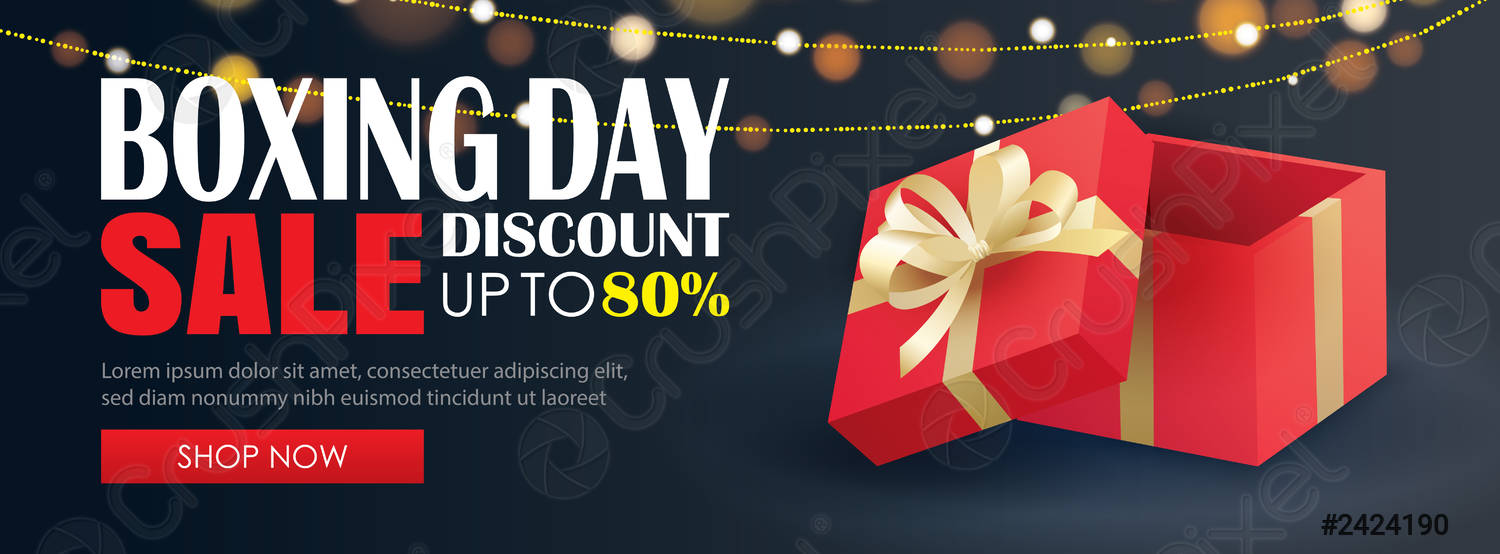 BOXING DAY
SALE
DISCOUNT
UP TO 80%
Lorem ipsum dolor sit amet, consectetuer adipiscing elit,
sed diam nonummy nibh euismod tincidunt ut laoreet
SHOP NOW
crushpixel
#2424190